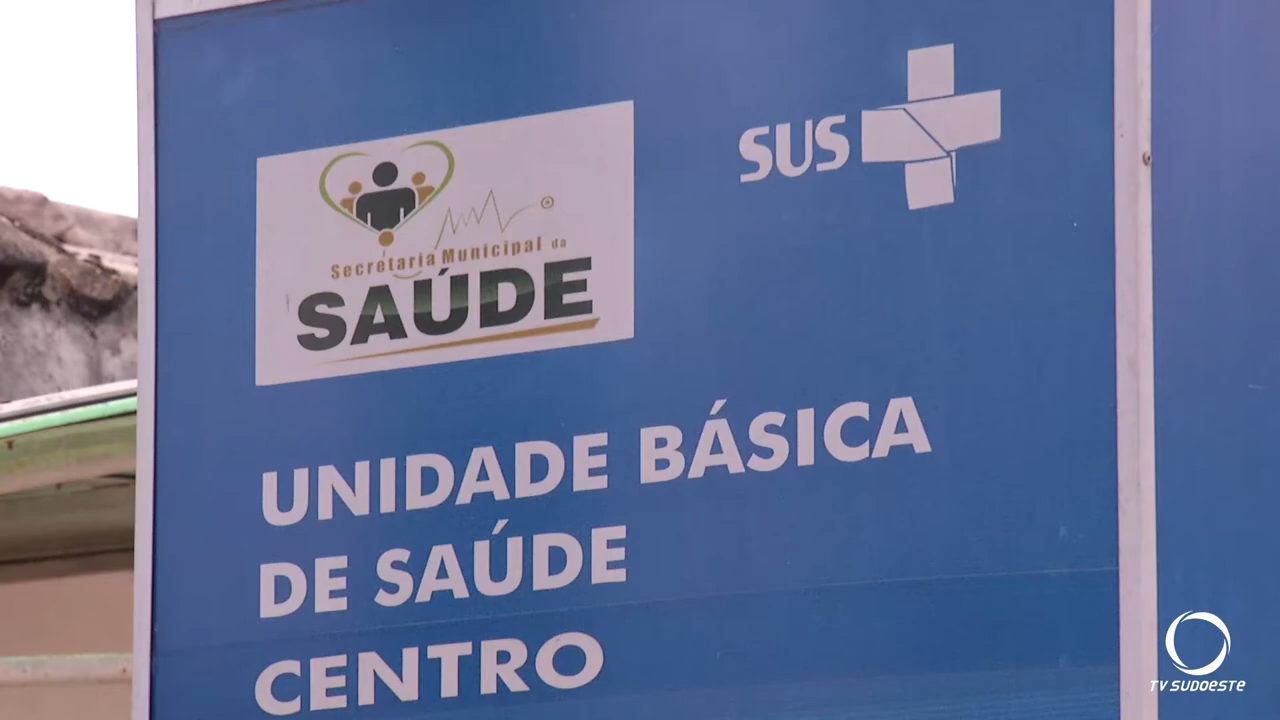 SUS
Secretaria Municipal da
SAÚDE
UNIDADE BÁSICA
DE SAÚDE
CENTRO
TV SUDOESTE